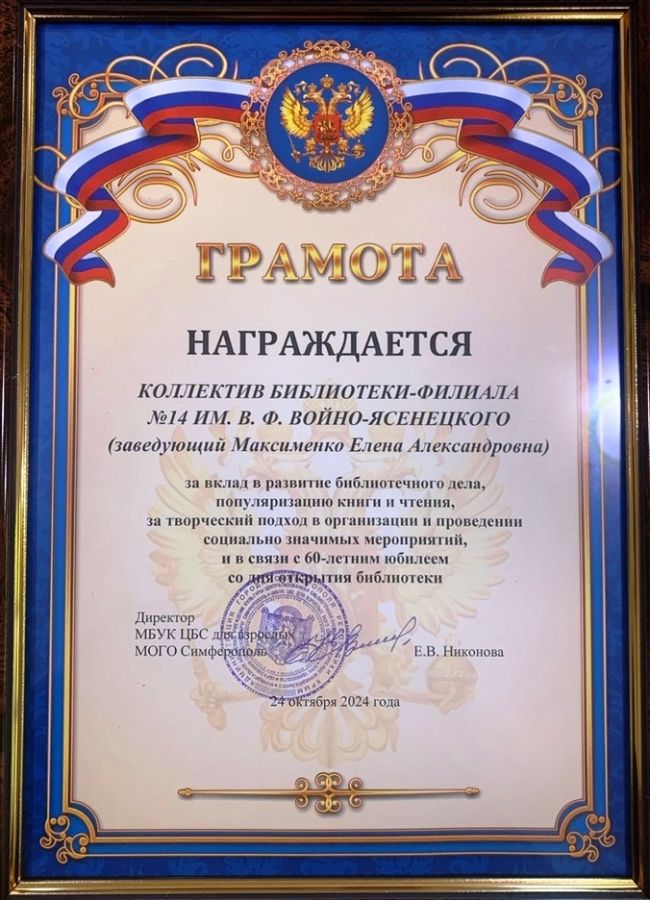 ГРАМОТА
НАГРАЖДАЕТСЯ
КОЛЛЕКТИВ БИБЛИОТЕКИ-ФИЛИАЛА
№14 ИМ. В. Ф. ВОЙНО-ЯСЕНЕЦКОГО
(заведующий Максименко Елена Александровна)
за вклад в развитие библиотечного дела,
популяризацию книги и чтения,
за творческий подход в организации и проведении
социально значимых мероприятий,
и в связи с 60-летним юбилеем
со дня открытия библиотеки
Директор
МБУК ЦБС для взрослых
МОГО Симферополь
Е.В. Никонова
24 октября 2024 года